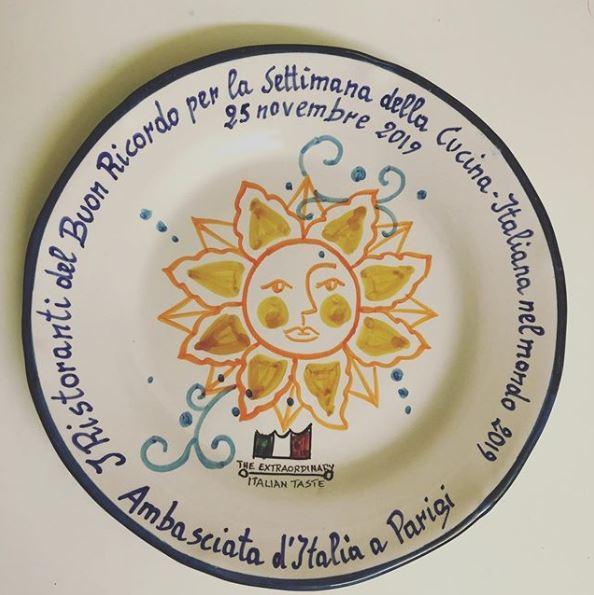 I Ristoranti del Buon Ricordo per la Settimana della Cucina Italiana nel mondo 2019
25 novembre 2019
THE EXTRAORDINARY
ITALIAN TASTE
Ambasciata d'Italia a Parigi